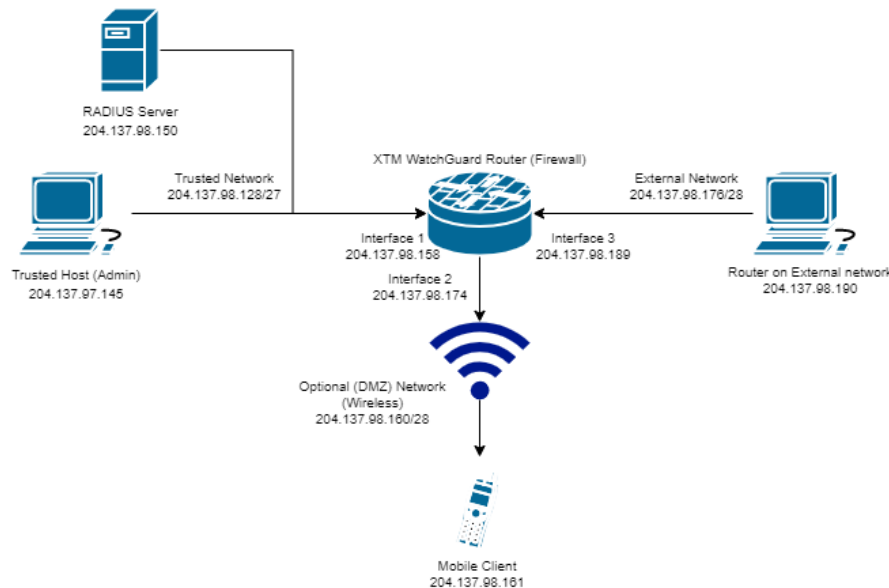 RADIUS Server
204.137.98.150
XTM WatchGuard Router (Firewall)
Trusted Network
204.137.98.128/27
External Network
204.137.98.176/28
Interface 1
204.137.98.158
Interface 3
204.137.98.189
Trusted Host (Admin)
204.137.97.145
Interface 2
204.137.98.174
Router on External network
204.137.98.190
Optional (DMZ) Network
(Wireless)
204.137.98.160/28
Mobile Client
204.137.98.161